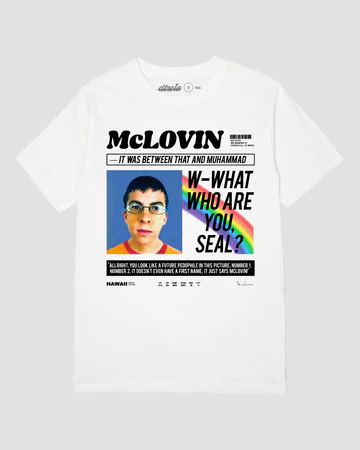 McLOVIN
— IT WAS BETWEEN THAT AND MUHAMMAD
W-WHAT
WHO ARE
YOU,
SEAL?
"ALLRIGHT, YOU LOOK LIKE A FUTURE PEDOPHILE IN THIS PICTURE, NUMBER 1.
NUMBER 2, IT DOESN'T EVEN HAVE A FIRST NAME, IT JUST SAYS MCLOVIN!"
HAWAII